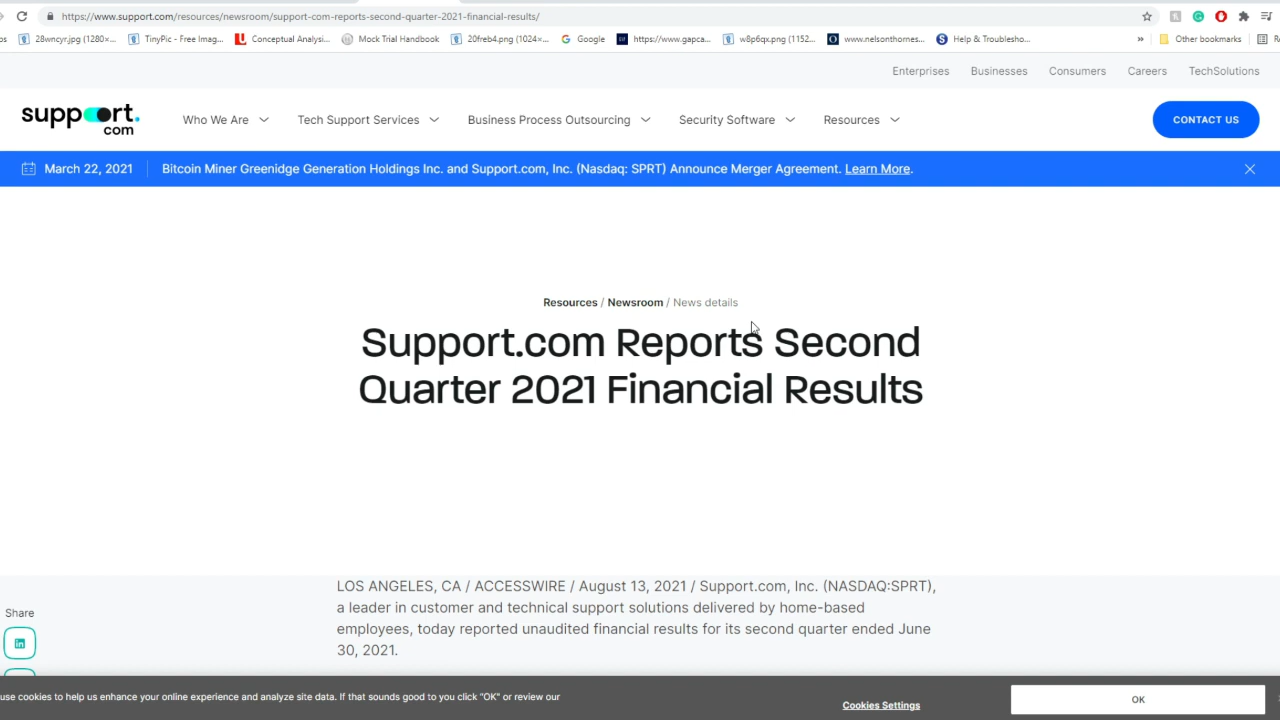 https://www.support.com/resources/newsroom/support-com-reports-second-quarter-2021-financial-results/
28wncyr.jpg (1280×... TinyPic - Free Imag... Conceptual Analysi... Mock Trial Handbook 20freb4.png (1024×... Google https://www.gapca... w8p6qx.png (1152... www.nelsonthornes... Help & Troublesho... » Other bookmarks
Enterprises Businesses Consumers Careers TechSolutions
support.com
Who We Are Tech Support Services Business Process Outsourcing Security Software Resources CONTACT US
March 22, 2021 Bitcoin Miner Greenidge Generation Holdings Inc. and Support.com, Inc. (Nasdaq: SPRT) Announce Merger Agreement. Learn More.
Resources / Newsroom / News details
Support.com Reports Second
Quarter 2021 Financial Results
LOS ANGELES, CA / ACCESSWIRE / August 13, 2021 / Support.com, Inc. (NASDAQ:SPRT),
a leader in customer and technical support solutions delivered by home-based
employees, today reported unaudited financial results for its second quarter ended June
30, 2021.
Share
in
use cookies to help us enhance your online experience and analyze site data. If that sounds good to you click "OK" or review our
Cookies Settings
OK